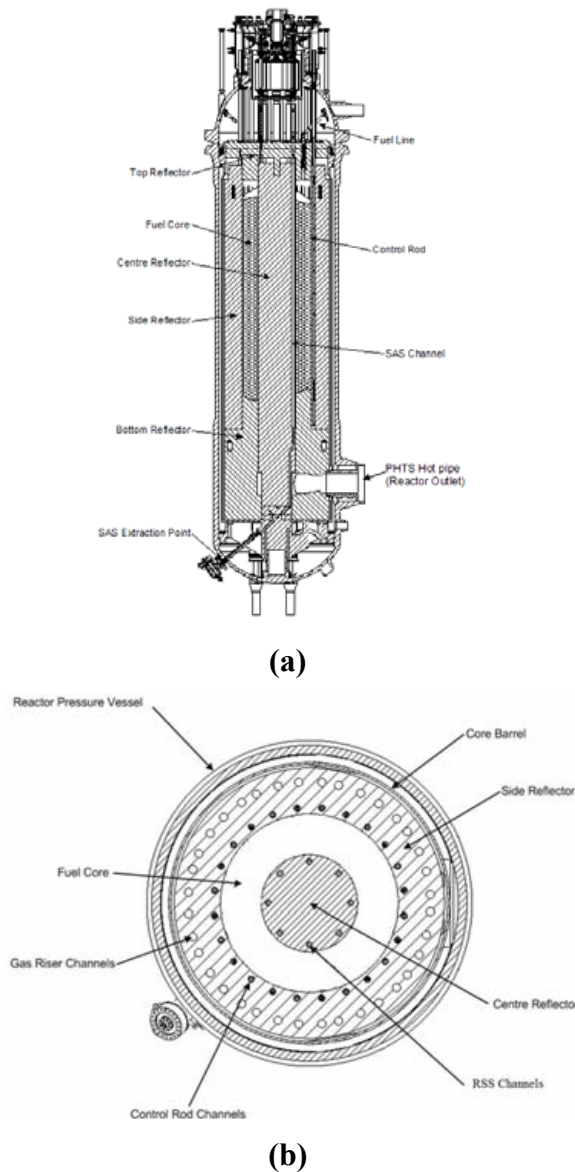 Fuel Line
Top Reflector
Fuel Core
Control Rod
Centre Reflector
Side Reflector
SAS Channel
Bottom Reflector
PHTS Hot pipe
(Reactor Outlet)
SAS Extraction Point
(a)
Reactor Pressure Vessel
Core Barrel
Side Reflector
Fuel Core
Gas Riser Channels
Centre Reflector
RSS Channels
Control Rod Channels
(b)